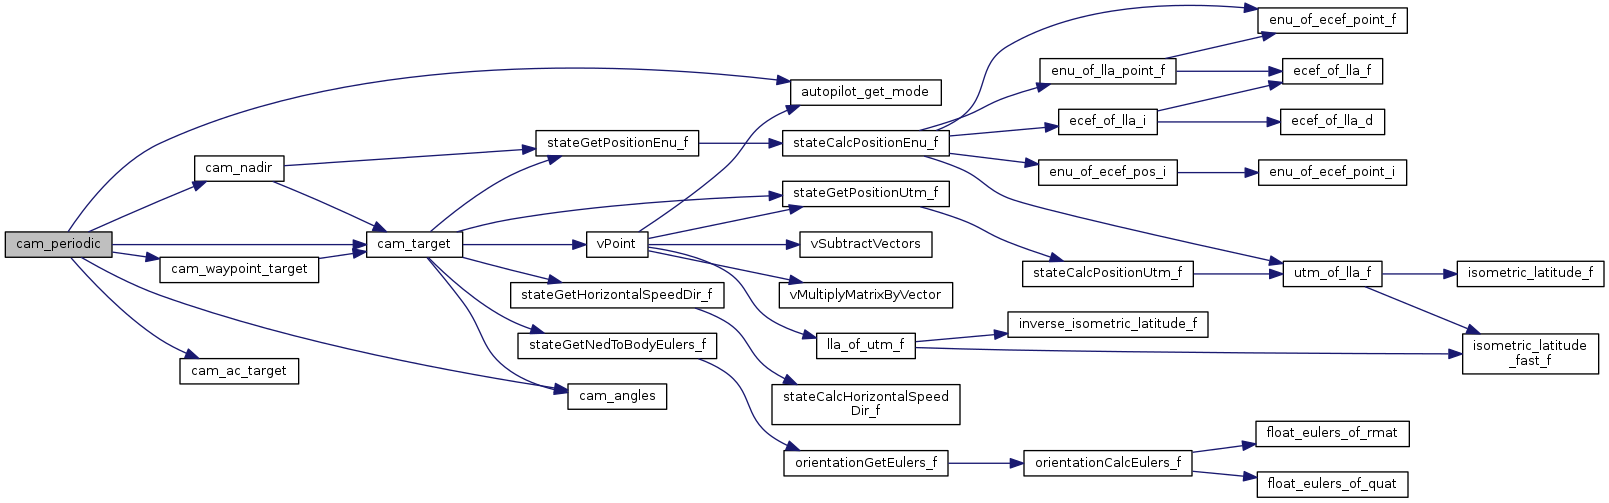 cam_periodic
cam_nadir
cam_waypoint_target
cam_ac_target
cam_target
stateGetPositionEnu_f
stateGetHorizontalSpeedDir_f
stateGetNedToBodyEulers_f
cam_angles
vPoint
autopilot_get_mode
stateCalcPositionEnu_f
stateGetPositionUtm_f
vSubtractVectors
vMultiplyMatrixByVector
lla_of_utm_f
stateCalcHorizontalSpeed
Dir_f
orientationGetEulers_f
enu_of_lla_point_f
ecef_of_lla_i
enu_of_ecef_pos_i
stateCalcPositionUtm_f
inverse_isometric_latitude_f
orientationCalcEulers_f
enu_of_ecef_point_f
ecef_of_lla_f
ecef_of_lla_d
enu_of_ecef_point_i
utm_of_lla_f
float_eulers_of_rmat
float_eulers_of_quat
isometric_latitude_f
isometric_latitude
_fast_f